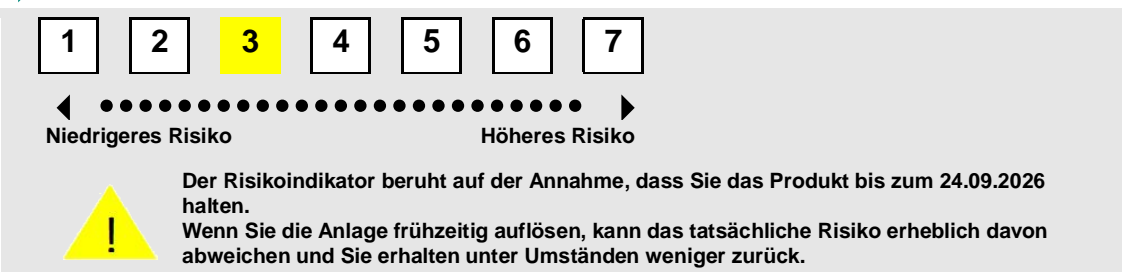 1 2 3 4 5 6 7
Niedrigeres Risiko Höheres Risiko
Der Risikoindikator beruht auf der Annahme, dass Sie das Produkt bis zum 24.09.2026
halten.
! Wenn Sie die Anlage frühzeitig auflösen, kann das tatsächliche Risiko erheblich davon
abweichen und Sie erhalten unter Umständen weniger zurück.